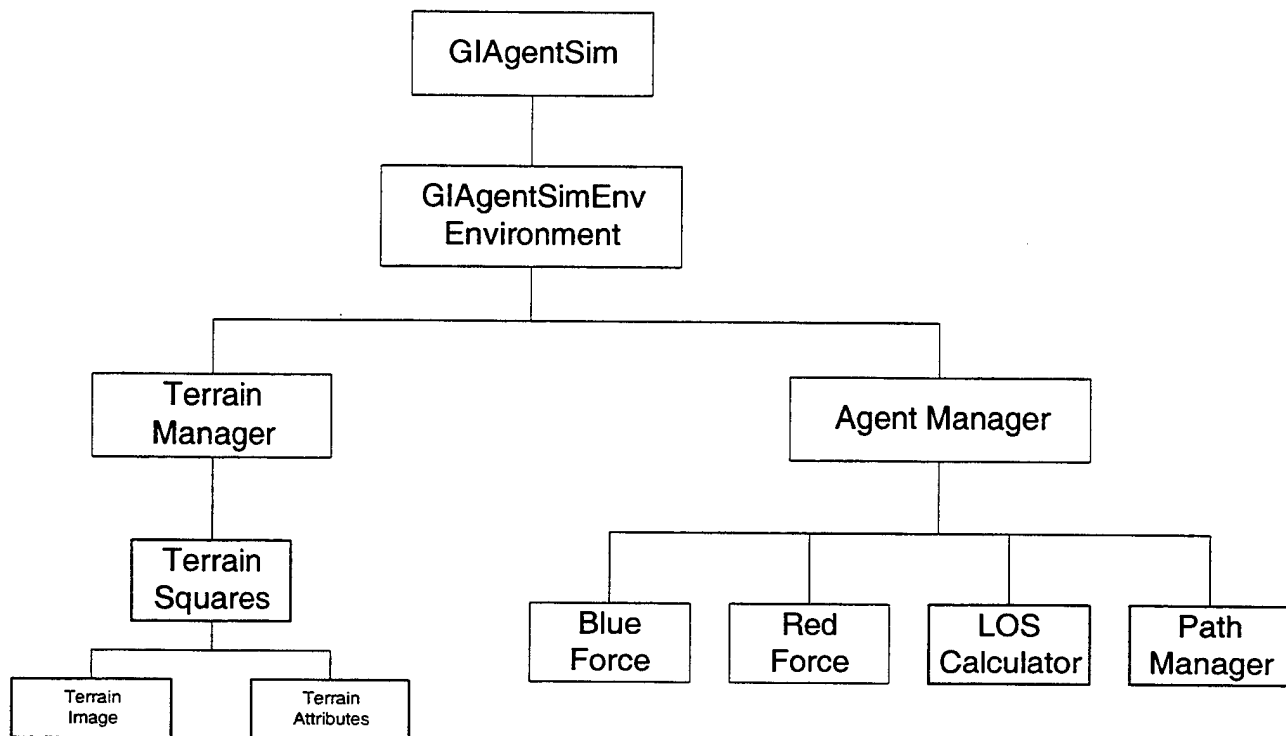 GIAgentSim
GIAgentSimEnv
Environment
Terrain
Manager
Agent Manager
Terrain
Squares
Blue
Force
Red
Force
LOS
Calculator
Path
Manager
Terrain
Image
Terrain
Attributes